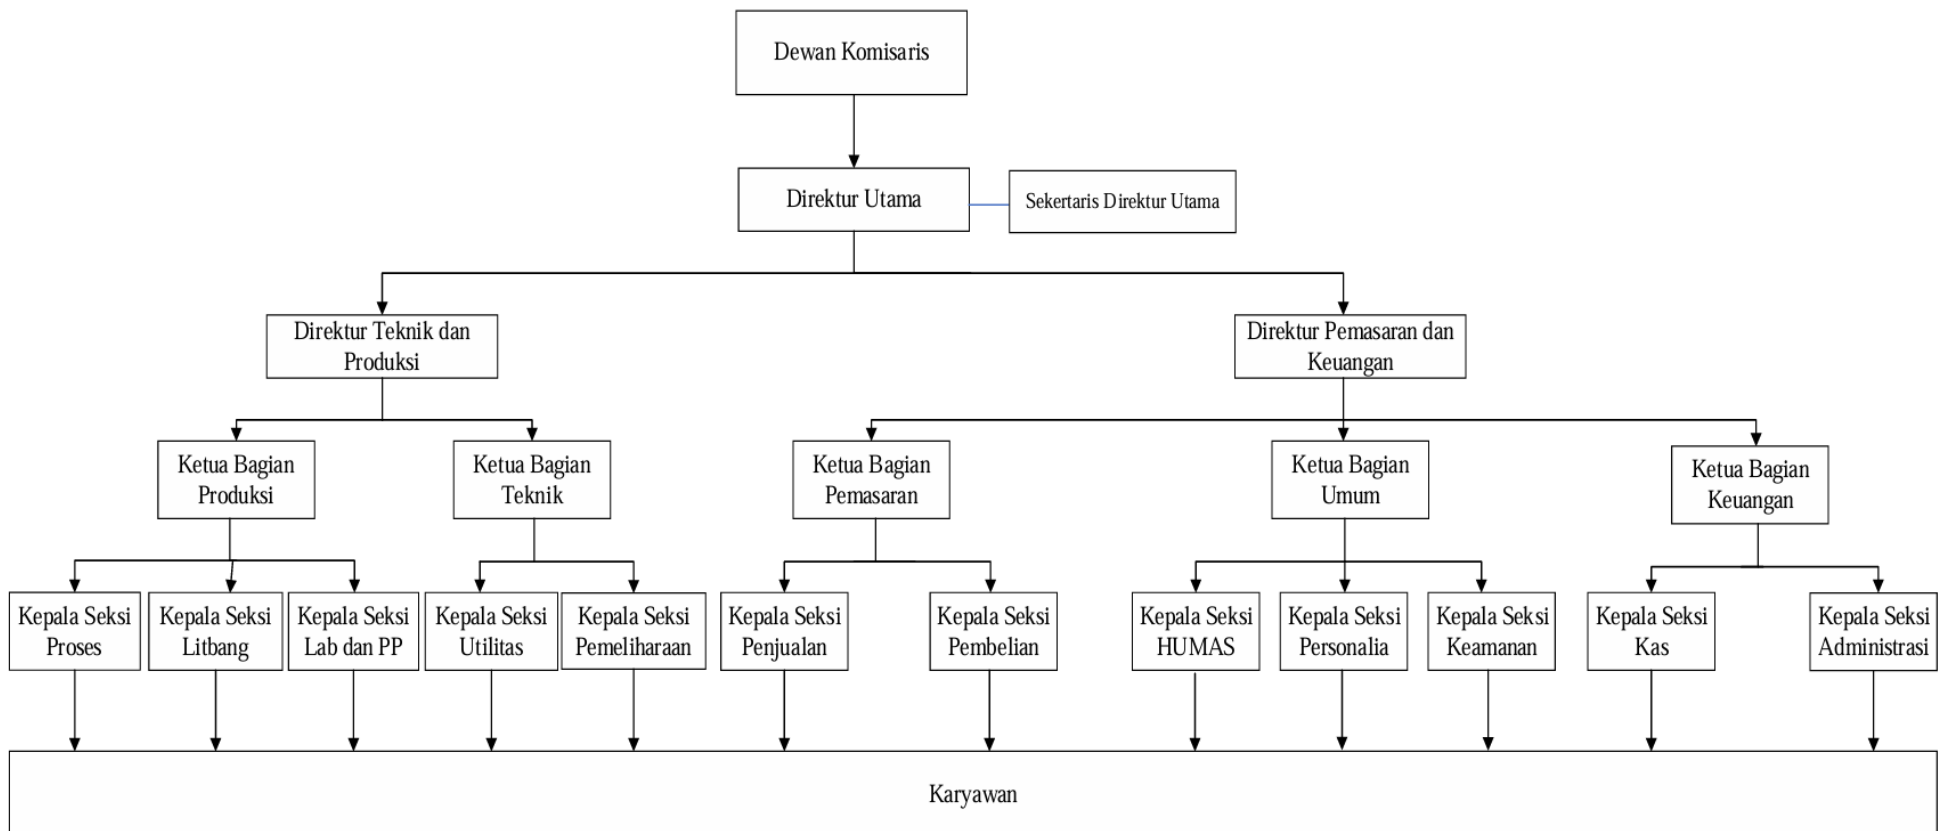 Dewan Komisaris
Direktur Utama
Sekertaris Direktur Utama
Direktur Teknik dan
Produksi
Direktur Pemasaran dan
Keuangan
Ketua Bagian
Produksi
Ketua Bagian
Teknik
Ketua Bagian
Pemasaran
Ketua Bagian
Umum
Ketua Bagian
Keuangan
Kepala Seksi
Proses
Kepala Seksi
Litbang
Kepala Seksi
Lab dan PP
Kepala Seksi
Utilitas
Kepala Seksi
Pemeliharaan
Kepala Seksi
Penjualan
Kepala Seksi
Pembelian
Kepala Seksi
HUMAS
Kepala Seksi
Personalia
Kepala Seksi
Keamanan
Kepala Seksi
Kas
Kepala Seksi
Administrasi
Karyawan